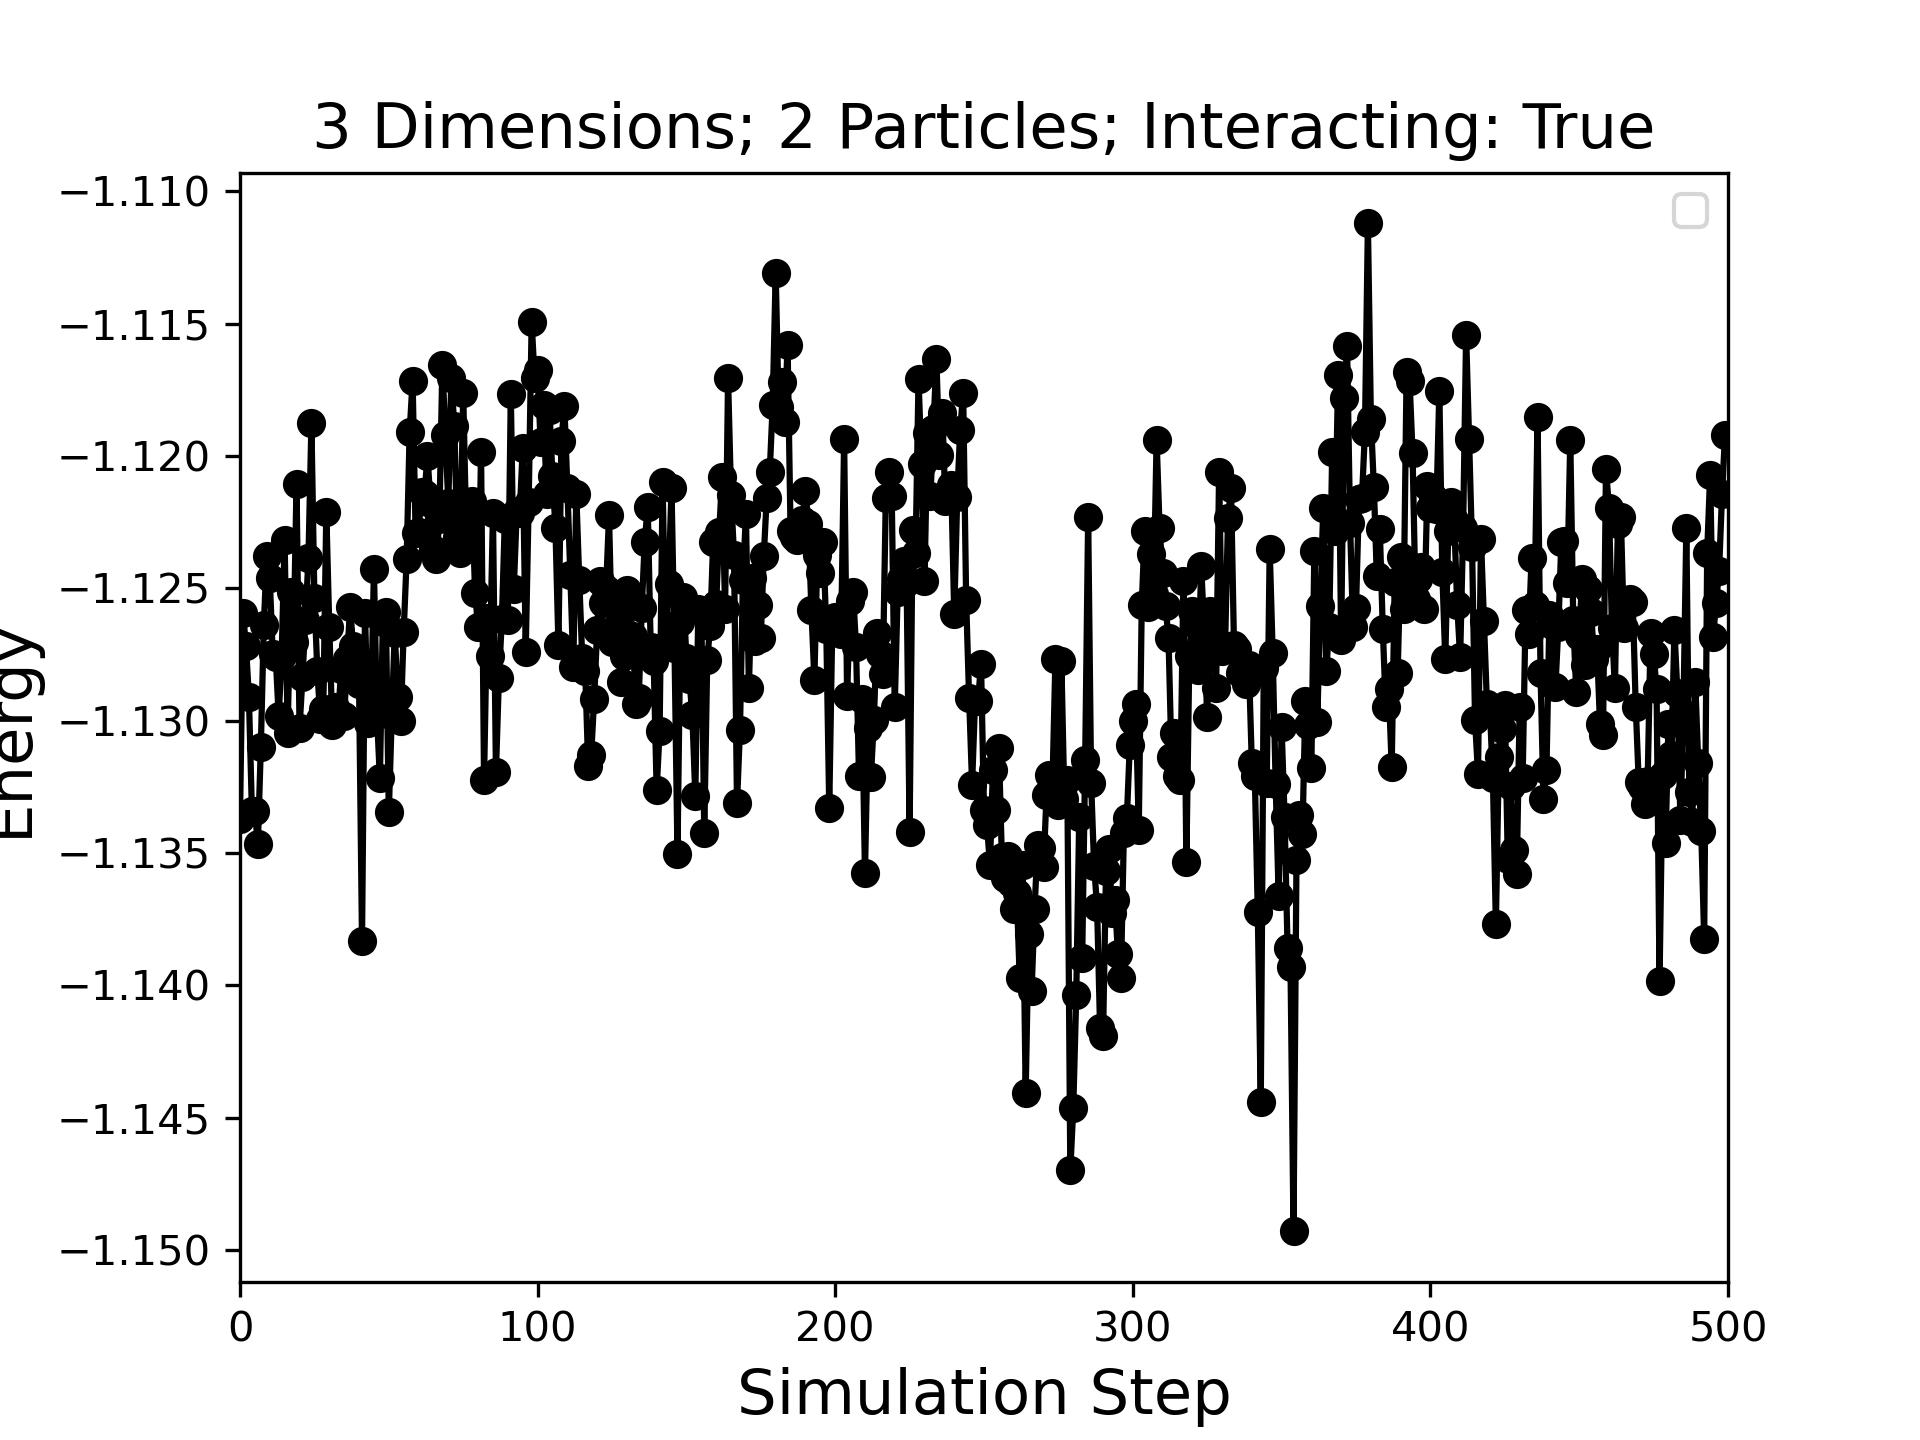 3 Dimensions; 2 Particles; Interacting: True
−1.110
−1.115
−1.120
−1.125
−1.130
−1.135
−1.140
−1.145
−1.150
Energy
0 100 200 300 400 500
Simulation Step